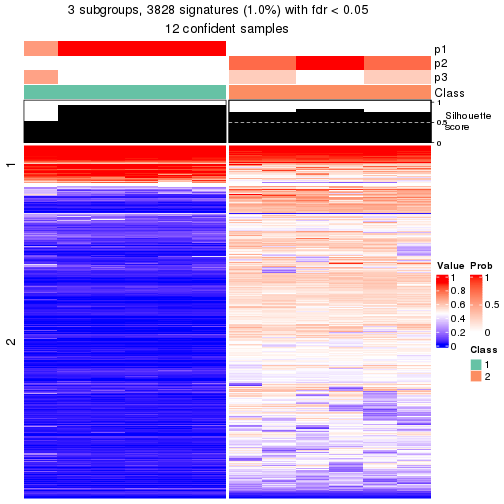 3 subgroups, 3828 signatures (1.0%) with fdr < 0.05
12 confident samples
p1
p2
p3
Class
1
0.5
0
Silhouette
score
1
2
Value
1
0.8
0.6
0.4
0.2
0
Prob
1
0.5
0
Class
1
2